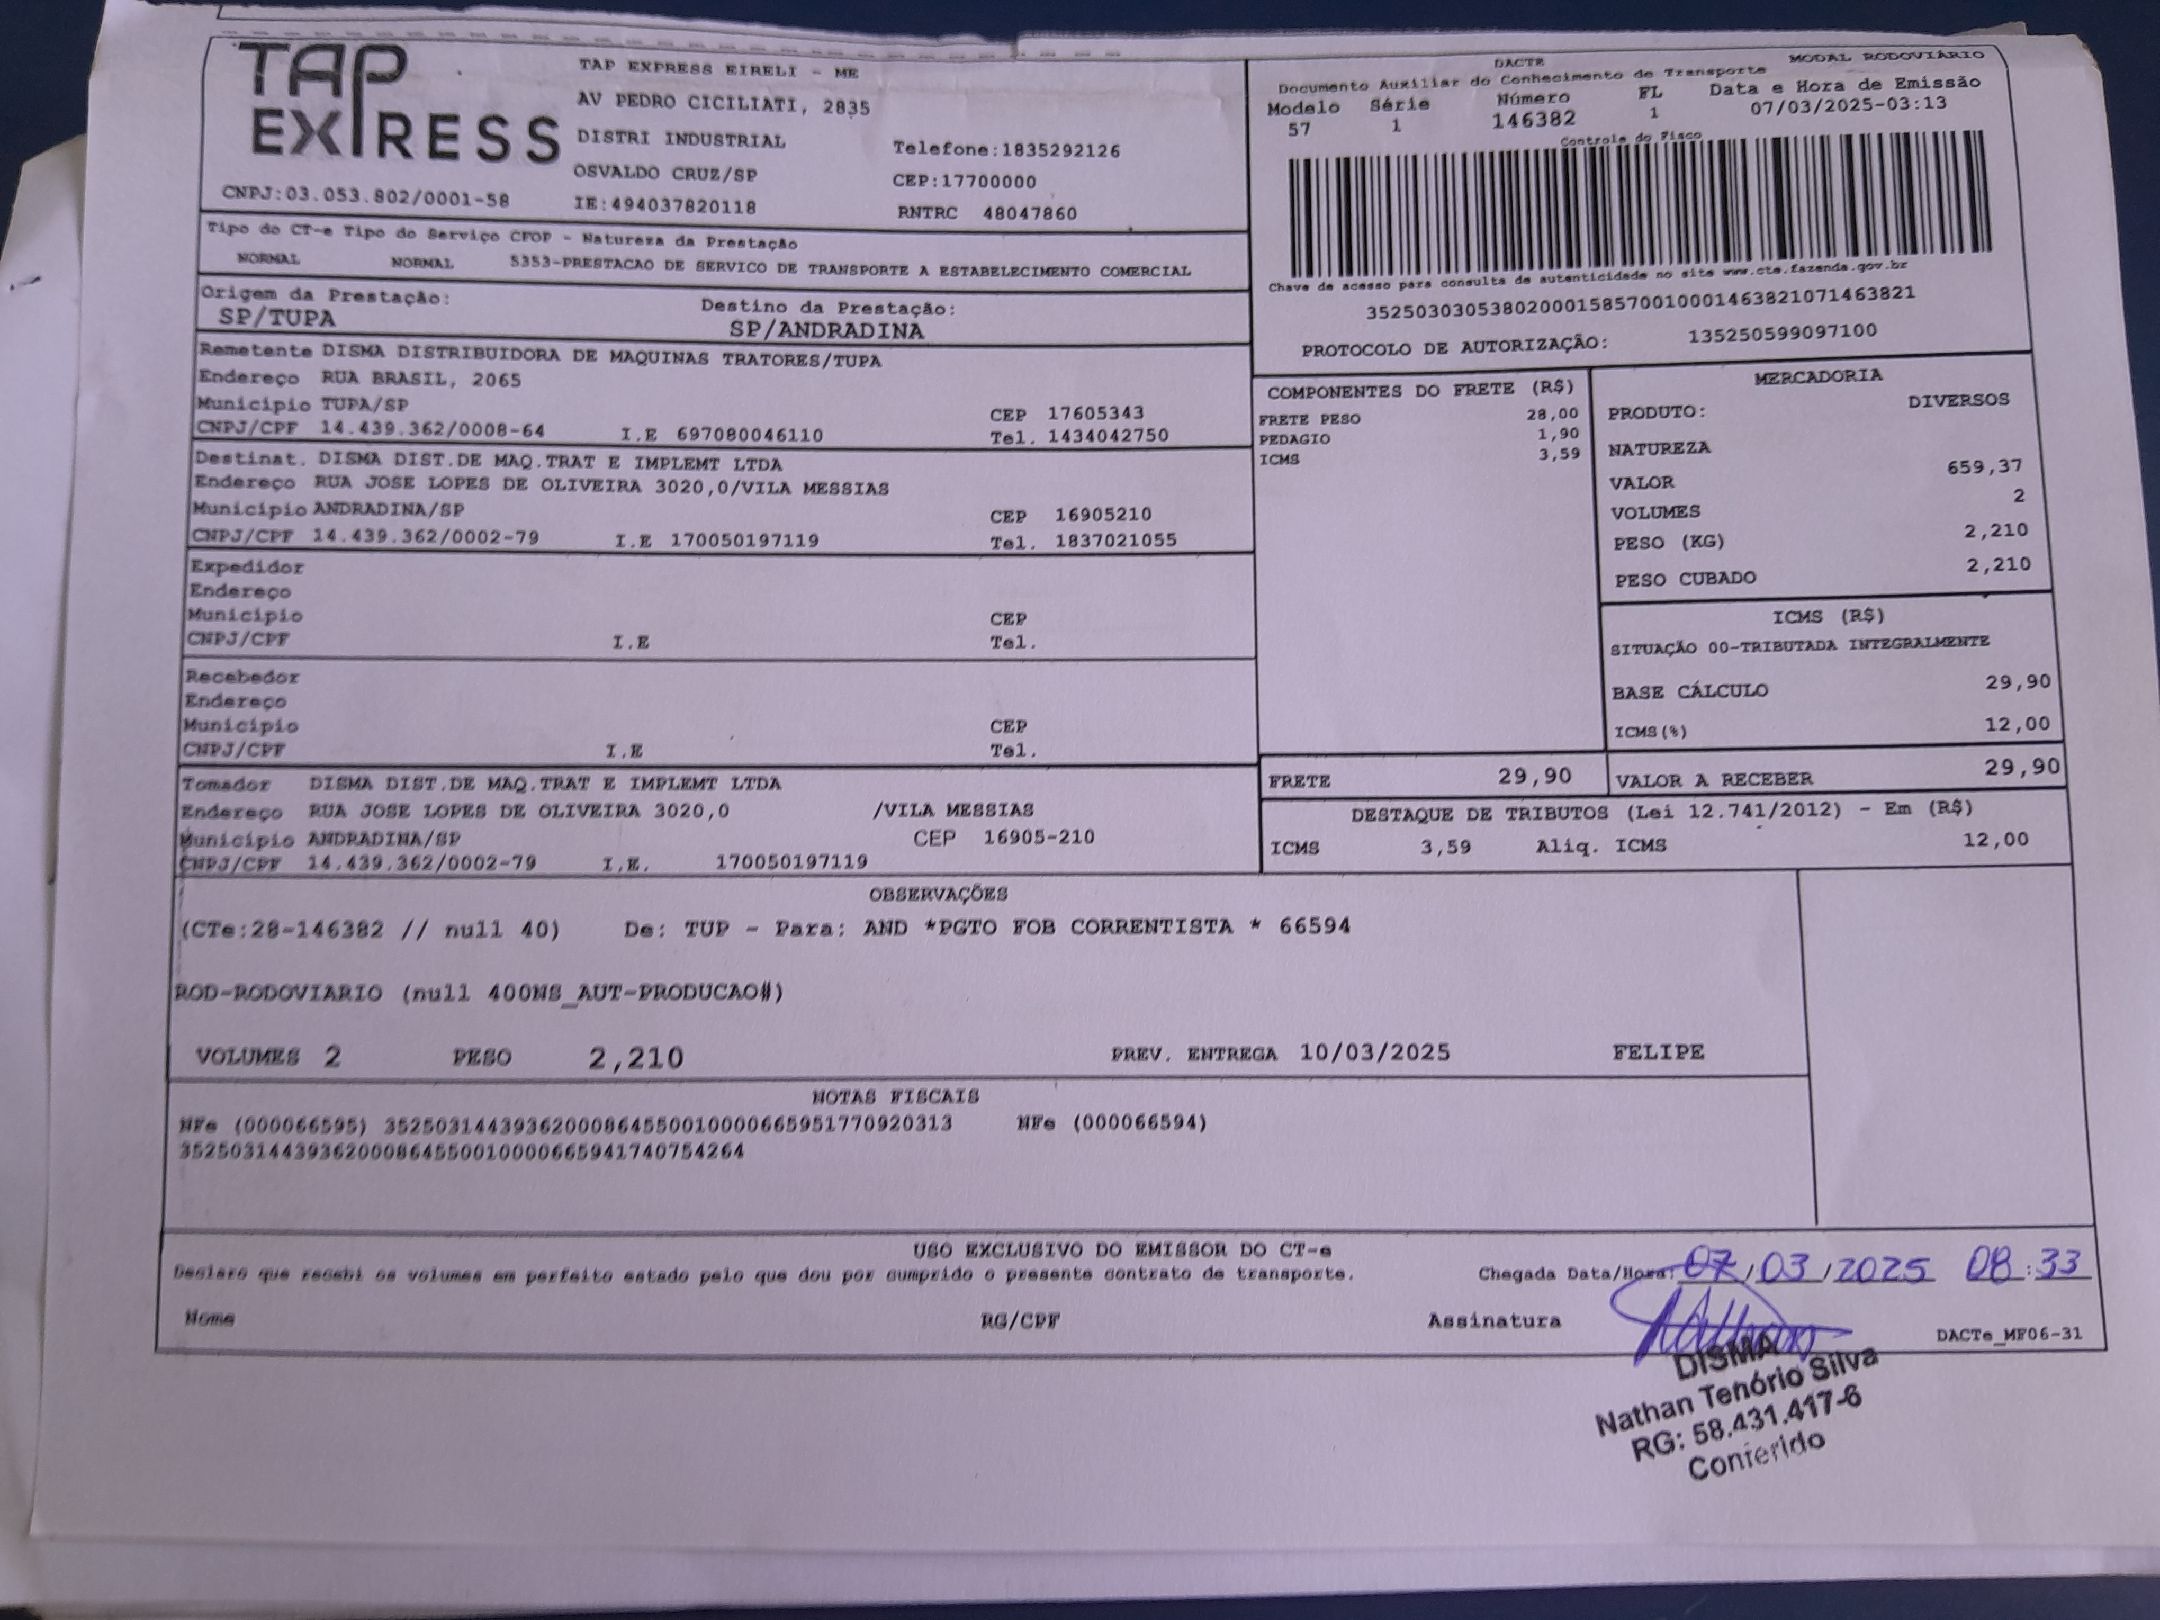 TAP
EXPRESS
CNPJ:03.053.802/0001-58
TAP EXPRESS EIRELI - ME
AV PEDRO CICILIATI, 2835
DISTRI INDUSTRIAL
OSVALDO CRUZ/SP
IE:494037820118
Telefone:1835292126
CEP:17700000
RNTRC 48047860
DACTE MODAL RODOVIÁRIO
Documento Auxiliar do Conhecimento de Transporte
Modelo Série Número FL Data e Hora de Emissão
57 1 146382 1 07/03/2025-03:13
Controle do Fisco
Chave de acesso para consulta de autenticidade no site www.cte.fazenda.gov.br
35250303053802000158570010001463821071463821
PROTOCOLO DE AUTORIZAÇÃO: 135250599097100
Tipo do CT-e Tipo do Serviço CFOP - Natureza da Prestação
NORMAL NORMAL 5353-PRESTACAO DE SERVICO DE TRANSPORTE A ESTABELECIMENTO COMERCIAL
Origem da Prestação: Destino da Prestação:
SP/TUPA SP/ANDRADINA
Remetente DISMA DISTRIBUIDORA DE MAQUINAS TRATORES/TUPA
Endereço RUA BRASIL, 2065
Município TUPA/SP CEP 17605343
CNPJ/CPF 14.439.362/0008-64 I.E 697080046110 Tel. 1434042750
Destinat. DISMA DIST.DE MAQ.TRAT E IMPLEMT LTDA
Endereço RUA JOSE LOPES DE OLIVEIRA 3020,0/VILA MESSIAS
Município ANDRADINA/SP CEP 16905210
CNPJ/CPF 14.439.362/0002-79 I.E 170050197119 Tel. 1837021055
Expedidor
Endereço
Município CEP
CNPJ/CPF I.E Tel.
Recebedor
Endereço
Município CEP
CNPJ/CPF I.E Tel.
Tomador DISMA DIST.DE MAQ.TRAT E IMPLEMT LTDA
Endereço RUA JOSE LOPES DE OLIVEIRA 3020,0 /VILA MESSIAS
Município ANDRADINA/SP CEP 16905-210
CNPJ/CPF 14.439.362/0002-79 I.E. 170050197119
COMPONENTES DO FRETE (R$)
FRETE PESO 28,00
PEDAGIO 1,90
ICMS 3,59
MERCADORIA
PRODUTO: DIVERSOS
NATUREZA
VALOR 659,37
VOLUMES 2
PESO (KG) 2,210
PESO CUBADO 2,210
ICMS (R$)
SITUAÇÃO 00-TRIBUTADA INTEGRALMENTE
BASE CÁLCULO 29,90
ICMS(%) 12,00
FRETE 29,90 VALOR A RECEBER 29,90
DESTAQUE DE TRIBUTOS (Lei 12.741/2012) - Em (R$)
ICMS 3,59 Aliq. ICMS 12,00
OBSERVAÇÕES
(CTe:28-146382 // null 40) De: TUP - Para: AND *PGTO FOB CORRENTISTA * 66594
ROD-RODOVIARIO (null 400NS_AUT-PRODUCAO#)
VOLUMES 2 PESO 2,210 PREV. ENTREGA 10/03/2025 FELIPE
NOTAS FISCAIS
NFe (000066595) 35250314439362000864550010000665951770920313 NFe (000066594)
35250314439362000864550010000665941740754264
USO EXCLUSIVO DO EMISSOR DO CT-e
Declaro que recebi os volumes em perfeito estado pelo que dou por cumprido o presente contrato de transporte. Chegada Data/Hora: 07/03/2025 08:33
Nome RG/CPF Assinatura DACTe_MF06-31
DISMA
Nathan Tenório Silva
RG: 58.431.417-6
Conferido